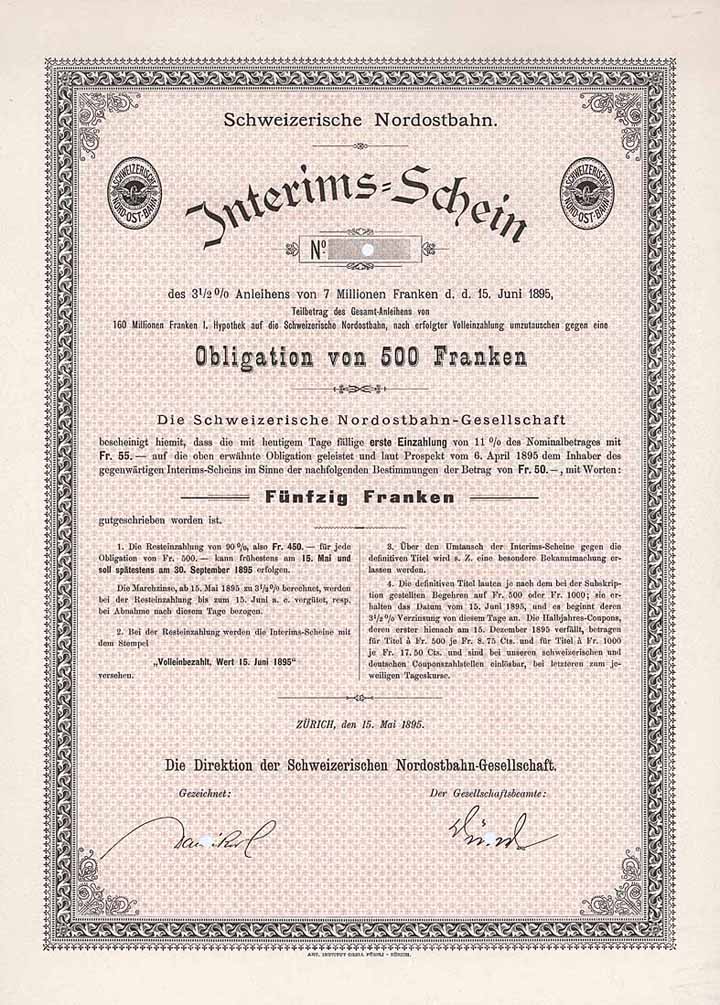 Schweizerische Nordostbahn.
SCHWEIZERISCHE
NORD-OST-BAHN
SCHWEIZERISCHE
NORD-OST-BAHN
Interims-Schein
No.
des 3 1/2 % Anleihens von 7 Millionen Franken d. d. 15. Juni 1895,
Teilbetrag des Gesamt-Anleihens von
160 Millionen Franken I. Hypothek auf die Schweizerische Nordostbahn, nach erfolgter Volleinzahlung umzutauschen gegen eine
Obligation von 500 Franken
Die Schweizerische Nordostbahn-Gesellschaft
bescheinigt hiemit, dass die mit heutigem Tage fällige erste Einzahlung von 11 % des Nominalbetrages mit
Fr. 55. — auf die oben erwähnte Obligation geleistet und laut Prospekt vom 6. April 1895 dem Inhaber des
gegenwärtigen Interims-Scheins im Sinne der nachfolgenden Bestimmungen der Betrag von Fr. 50. –, mit Worten:
Fünfzig Franken
gutgeschrieben worden ist.
1. Die Resteinzahlung von 90 %, also Fr. 450. — für jede
Obligation von Fr. 500. — kann frühestens am 15. Mai und
soll spätestens am 30. September 1895 erfolgen.
Die Marchzinse, ab 15. Mai 1895 zu 3 1/2 % berechnet, werden
bei der Resteinzahlung bis zum 15. Juni a. c. vergütet, resp.
bei Abnahme nach diesem Tage bezogen.
2. Bei der Resteinzahlung werden die Interims-Scheine mit
dem Stempel
„Volleinbezahlt, Wert 15. Juni 1895"
versehen.
3. Über den Umtausch der Interims-Scheine gegen die
definitiven Titel wird s. Z. eine besondere Bekanntmachung er-
lassen werden.
4. Die definitiven Titel lauten je nach dem bei der Subskrip-
tion gestellten Begehren auf Fr. 500 oder Fr. 1000; sie er-
halten das Datum vom 15. Juni 1895, und es beginnt deren
3 1/2 % Verzinsung von diesem Tage an. Die Halbjahres-Coupons,
deren erster hienach am 15. Dezember 1895 verfällt, betragen
für Titel à Fr. 500 je Fr. 8. 75 Cts. und für Titel à Fr. 1000
je Fr. 17. 50 Cts. und sind bei unseren schweizerischen und
deutschen Couponszahlstellen einlösbar, bei letzteren zum je-
weiligen Tageskurse.
ZÜRICH, den 15. Mai 1895.
Die Direktion der Schweizerischen Nordostbahn-Gesellschaft.
Gezeichnet:
Der Gesellschaftsbeamte:
ART. INSTITUT ORELL FÜSSLI – ZÜRICH.